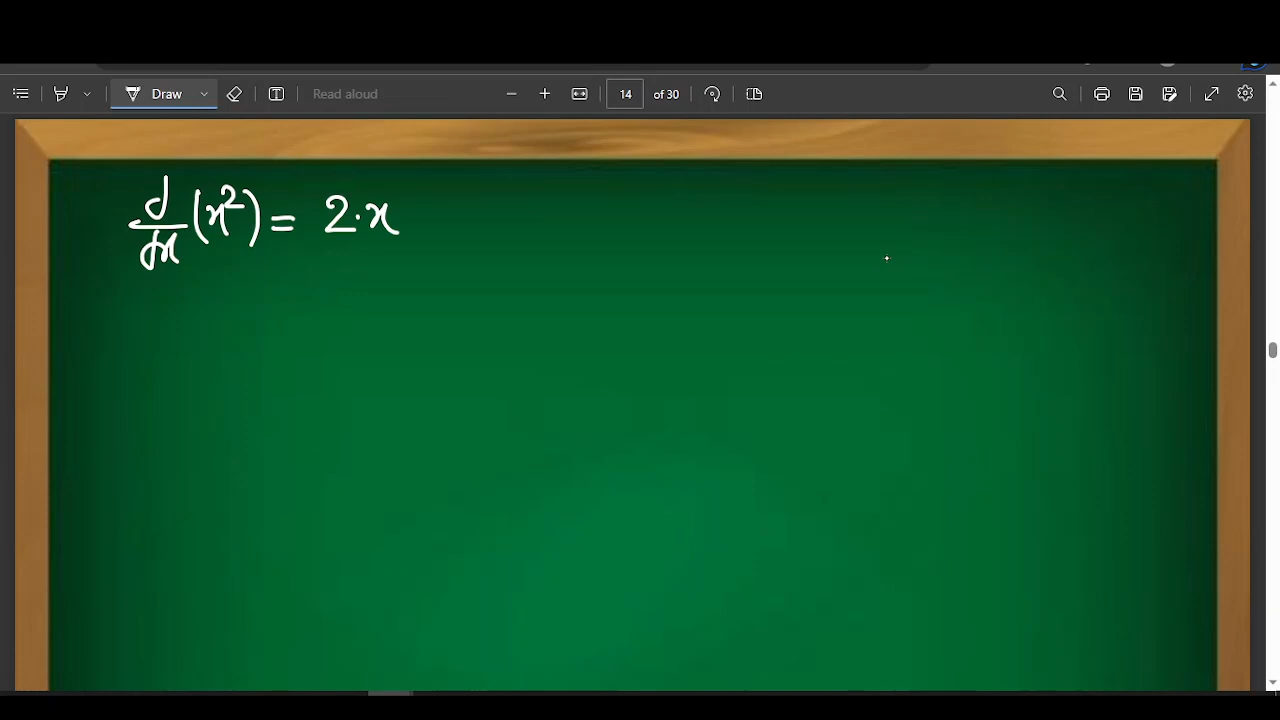 Draw Read aloud 14 of 30
d/dx (x²) = 2·x